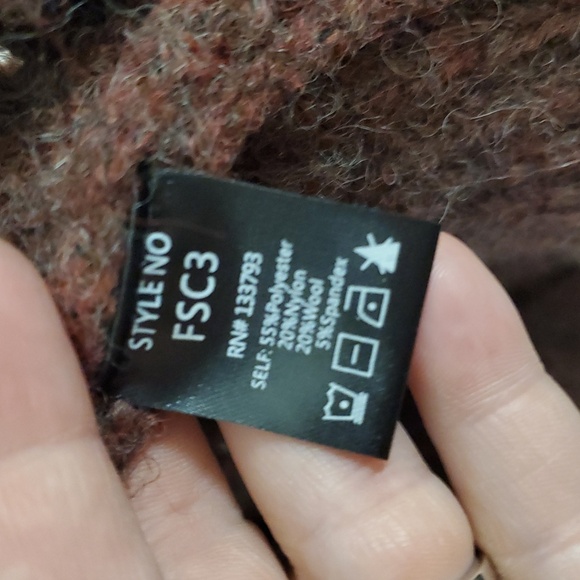 STYLE NO
FSC3
RN# 133793
SELF: 55%Polyester
20%Nylon
20%Wool
5%Spandex